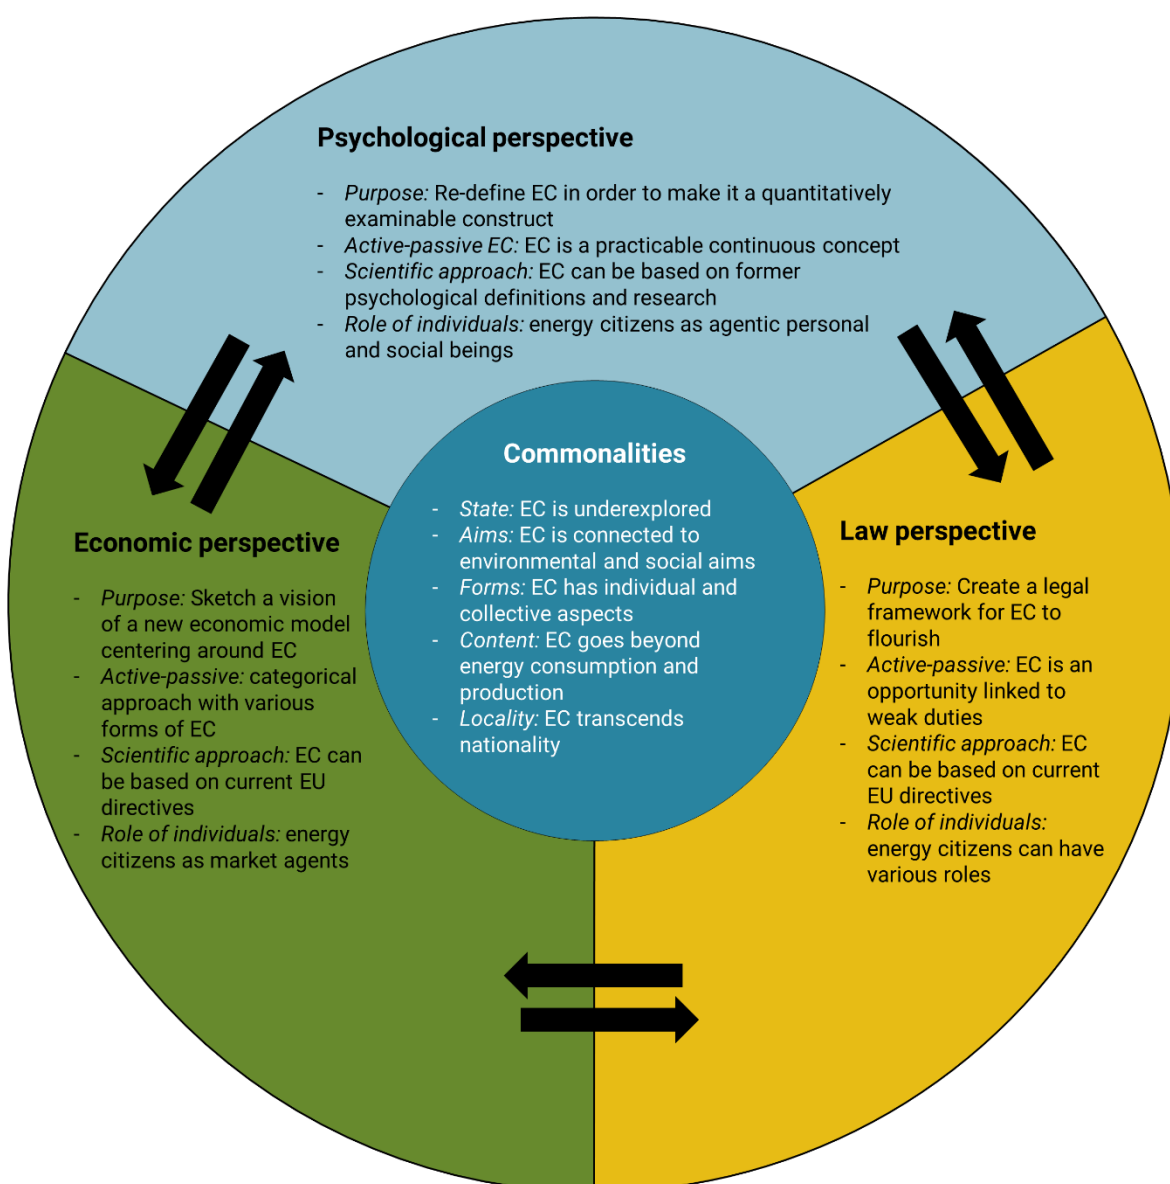 Psychological perspective
- Purpose: Re-define EC in order to make it a quantitatively
examinable construct
- Active-passive EC: EC is a practicable continuous concept
- Scientific approach: EC can be based on former
psychological definitions and research
- Role of individuals: energy citizens as agentic personal
and social beings
Commonalities
- State: EC is underexplored
- Aims: EC is connected to
environmental and social aims
- Forms: EC has individual and
collective aspects
- Content: EC goes beyond
energy consumption and
production
- Locality: EC transcends
nationality
Economic perspective
- Purpose: Sketch a vision
of a new economic model
centering around EC
- Active-passive: categorical
approach with various
forms of EC
- Scientific approach: EC can
be based on current EU
directives
- Role of individuals: energy
citizens as market agents
Law perspective
- Purpose: Create a legal
framework for EC to
flourish
- Active-passive: EC is an
opportunity linked to
weak duties
- Scientific approach: EC
can be based on current
EU directives
- Role of individuals:
energy citizens can have
various roles